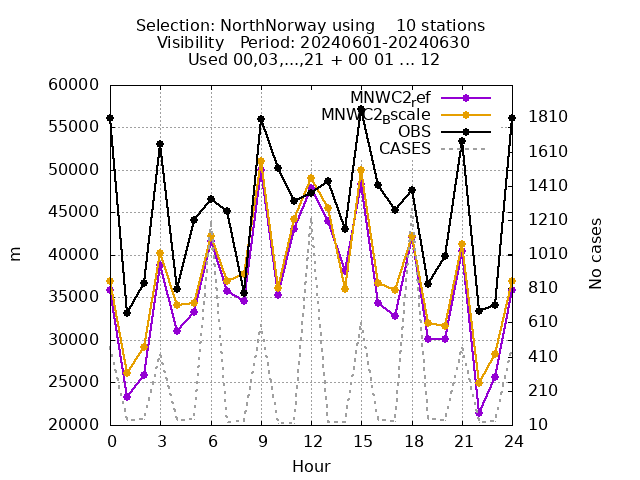 Selection: NorthNorway using    10 stations
Visibility   Period: 20240601-20240630
Used 00,03,...,21 + 00 01 ... 12
MNWC2ref
MNWC2Bscale
OBS
CASES
60000
55000
50000
45000
40000
35000
30000
25000
20000
m
1810
1610
1410
1210
1010
810
610
410
210
10
No cases
0 3 6 9 12 15 18 21 24
Hour